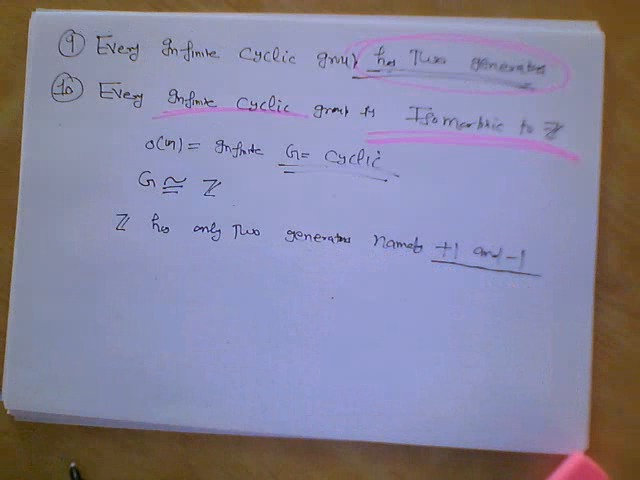 9 Every Infinite Cyclic group has Two generators
10 Every Infinite Cyclic group is Isomorphic to Z
o(G) = Infinite G = Cyclic
G ≅ Z
Z has only Two generators namely +1 and -1